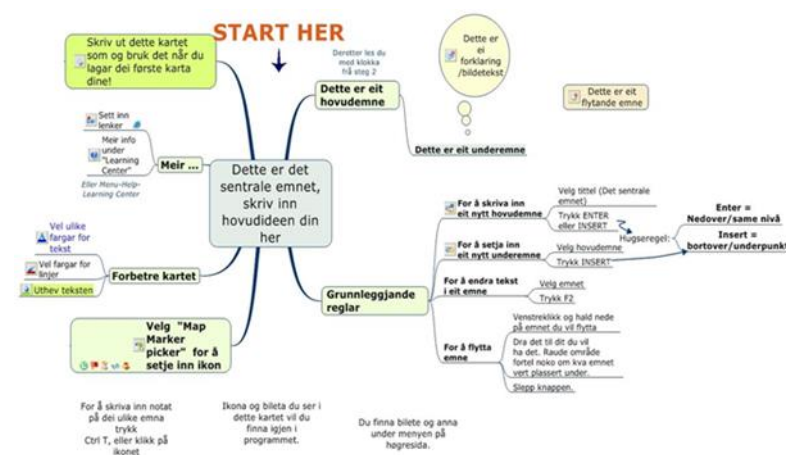 START HER
Skriv ut dette kartet
som og bruk det når du
lagar dei første karta
dine!
Deretter les du
med klokka
frå steg 2
Dette er eit
hovudemne
Dette er
ei
forklaring
/bildetekst
Dette er eit
flytande emne
Dette er eit underemne
Sett inn
lenker
Meir info
under
"Learning
Center"
Eller Menu-Help-
Learning Center
Meir ...
Dette er det
sentrale emnet,
skriv inn
hovudideen din
her
Vel ulike
fargar for
tekst
Vel fargar for
linjer
Uthev teksten
Forbetre kartet
Velg "Map
Marker
picker" for å
setje inn ikon
Grunnleggjande
reglar
For å skriva inn
eit nytt hovudemne
Velg tittel (Det sentrale
emnet)
Trykk ENTER
eller INSERT
For å setja inn
eit nytt underemne
Velg hovudemne
Trykk INSERT
Hugseregel:
Enter =
Nedover/same nivå
Insert =
bortover/underpunkt
For å endra tekst
i eit emne
Velg emnet
Trykk F2
For å flytta
emne
Venstreklikk og hald nede
på emnet du vil flytta
Dra det til dit du vil
ha det. Raude område
fortel noko om kva emnet
vert plassert under.
Slepp knappen.
For å skriva inn notat
på dei ulike emna
trykk
Ctrl T, eller klikk på
ikonet
Ikona og bileta du ser i
dette kartet vil du
finna igjen i
programmet.
Du finna bilete og anna
under menyen på
høgresida.